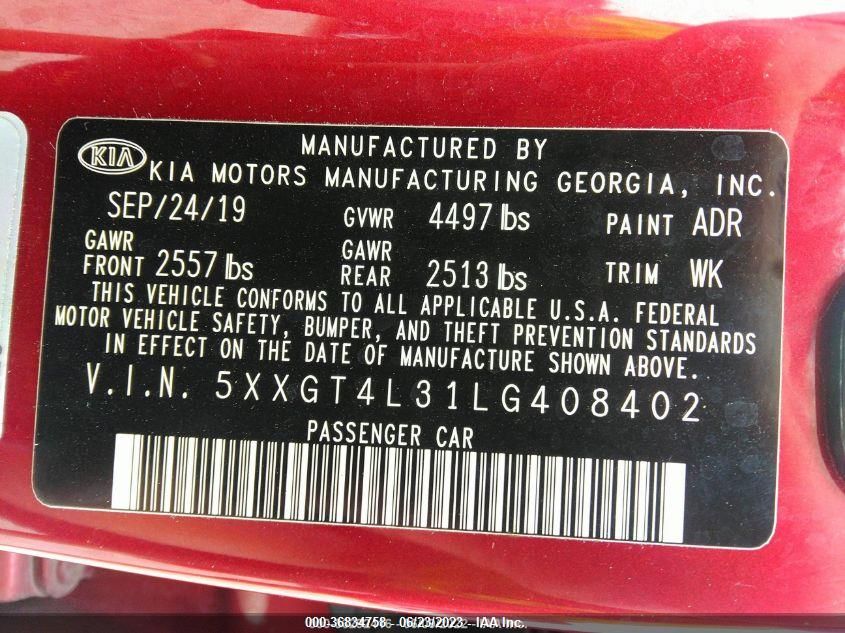 MANUFACTURED BY
KIA KIA MOTORS MANUFACTURING GEORGIA, INC.
SEP/24/19 GVWR 4497 lbs PAINT ADR
GAWR FRONT 2557 lbs GAWR REAR 2513 lbs TRIM WK
THIS VEHICLE CONFORMS TO ALL APPLICABLE U.S.A. FEDERAL
MOTOR VEHICLE SAFETY, BUMPER, AND THEFT PREVENTION STANDARDS
IN EFFECT ON THE DATE OF MANUFACTURE SHOWN ABOVE.
V.I.N. 5XXGT4L31LG408402
PASSENGER CAR
000-36834758 - 06/23/2023 - IAA Inc.